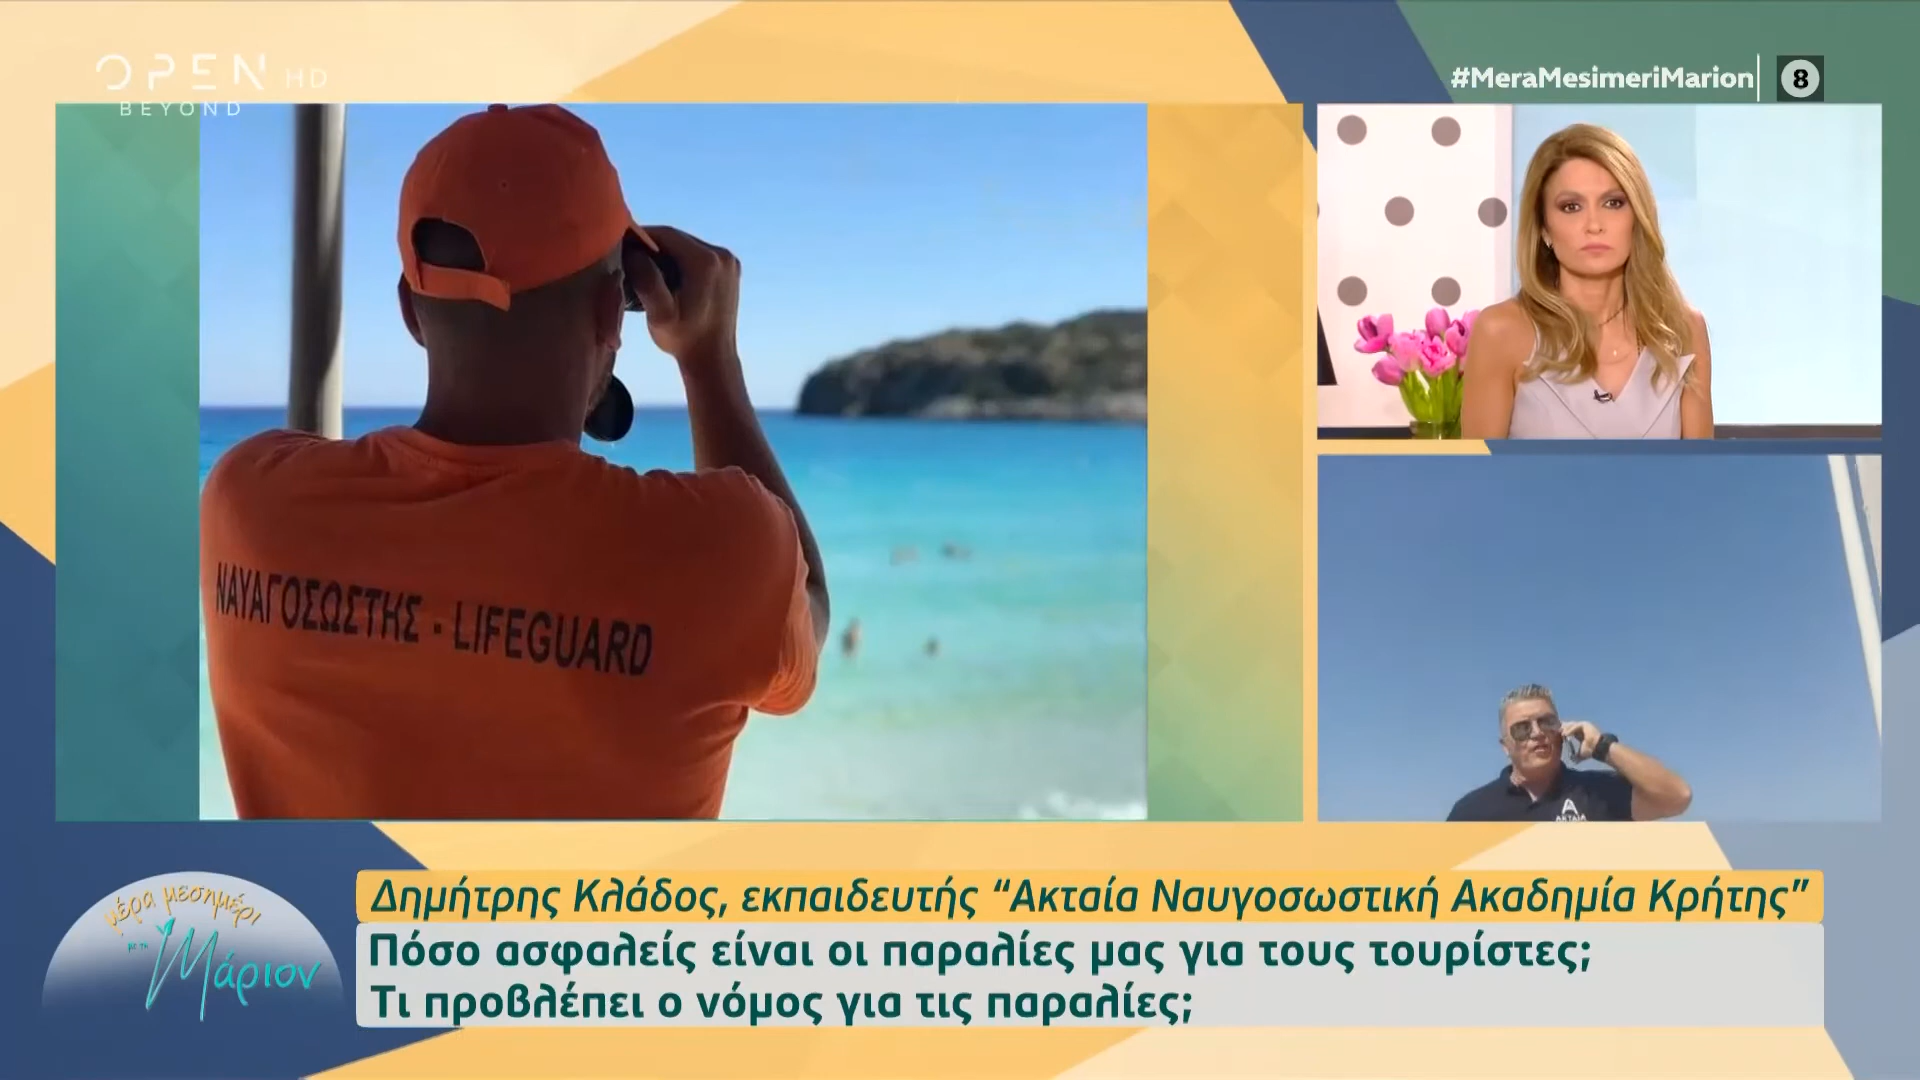 OPEN HD
BEYOND
#MeraMesimeriMarion
8
ΝΑΥΑΓΟΣΩΣΤΗΣ - LIFEGUARD
ΑΚΤΑΙΑ
μέρα μεσημέρι
με τη
Μάριον
Δημήτρης Κλάδος, εκπαιδευτής “Ακταία Ναυγοσωστική Ακαδημία Κρήτης”
Πόσο ασφαλείς είναι οι παραλίες μας για τους τουρίστες;
Τι προβλέπει ο νόμος για τις παραλίες;